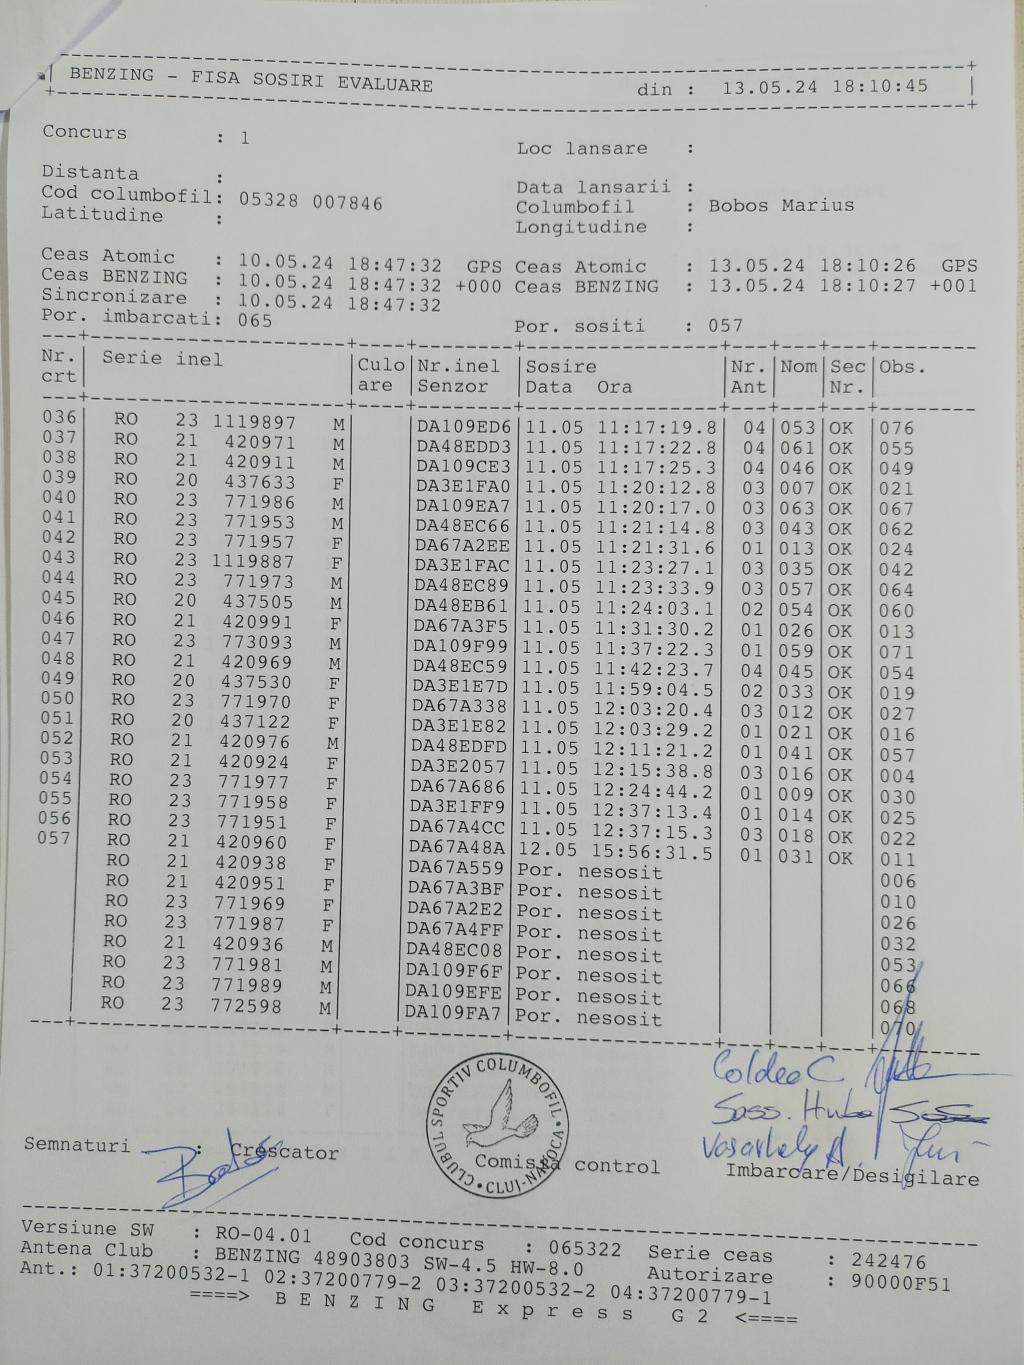 BENZING - FISA SOSIRI EVALUARE din : 13.05.24 18:10:45
Concurs : 1 Loc lansare :
Distanta : Data lansarii :
Cod columbofil: 05328 007846 Columbofil : Bobos Marius
Latitudine : Longitudine :
Ceas Atomic : 10.05.24 18:47:32 GPS Ceas Atomic : 13.05.24 18:10:26 GPS
Ceas BENZING : 10.05.24 18:47:32 +000 Ceas BENZING : 13.05.24 18:10:27 +001
Sincronizare : 10.05.24 18:47:32
Por. imbarcati: 065 Por. sositi : 057
Nr. Serie inel Culo Nr.inel Sosire Nr. Nom Sec Obs.
crt are Senzor Data Ora Ant Nr.
036 RO 23 1119897 M DA109ED6 11.05 11:17:19.8 04 053 OK 076
037 RO 21 420971 M DA48EDD3 11.05 11:17:22.8 04 061 OK 055
038 RO 21 420911 M DA109CE3 11.05 11:17:25.3 04 046 OK 049
039 RO 20 437633 F DA3E1FA0 11.05 11:20:12.8 03 007 OK 021
040 RO 23 771986 M DA109EA7 11.05 11:20:17.0 03 063 OK 067
041 RO 23 771953 M DA48EC66 11.05 11:21:14.8 03 043 OK 062
042 RO 23 771957 F DA67A2EE 11.05 11:21:31.6 01 013 OK 024
043 RO 23 1119887 F DA3E1FAC 11.05 11:23:27.1 03 035 OK 042
044 RO 23 771973 M DA48EC89 11.05 11:23:33.9 03 057 OK 064
045 RO 20 437505 M DA48EB61 11.05 11:24:03.1 02 054 OK 060
046 RO 21 420991 F DA67A3F5 11.05 11:31:30.2 01 026 OK 013
047 RO 23 773093 M DA109F99 11.05 11:37:22.3 01 059 OK 071
048 RO 21 420969 M DA48EC59 11.05 11:42:23.7 04 045 OK 054
049 RO 20 437530 F DA3E1E7D 11.05 11:59:04.5 02 033 OK 019
050 RO 23 771970 F DA67A338 11.05 12:03:20.4 03 012 OK 027
051 RO 20 437122 F DA3E1E82 11.05 12:03:29.2 01 021 OK 016
052 RO 21 420976 M DA48EDFD 11.05 12:11:21.2 01 041 OK 057
053 RO 21 420924 F DA3E2057 11.05 12:15:38.8 03 016 OK 004
054 RO 23 771977 F DA67A686 11.05 12:24:44.2 01 009 OK 030
055 RO 23 771958 F DA3E1FF9 11.05 12:37:13.4 01 014 OK 025
056 RO 23 771951 F DA67A4CC 11.05 12:37:15.3 03 018 OK 022
057 RO 21 420960 F DA67A48A 12.05 15:56:31.5 01 031 OK 011
RO 21 420938 F DA67A559 Por. nesosit 006
RO 21 420951 F DA67A3BF Por. nesosit 010
RO 23 771969 F DA67A2E2 Por. nesosit 026
RO 23 771987 F DA67A4FF Por. nesosit 032
RO 21 420936 M DA48EC08 Por. nesosit 053
RO 23 771981 M DA109F6F Por. nesosit 066
RO 23 771989 M DA109EFE Por. nesosit 068
RO 23 772598 M DA109FA7 Por. nesosit 070
CLUBUL SPORTIV COLUMBOFIL
CLUJ-NAPOCA
Semnaturi : Crescator Comisia control Imbarcare/Desigilare
Versiune SW : RO-04.01 Cod concurs : 065322 Serie ceas : 242476
Antena Club : BENZING 48903803 SW-4.5 HW-8.0 Autorizare : 90000F51
Ant.: 01:37200532-1 02:37200779-2 03:37200532-2 04:37200779-1
====> B E N Z I N G E x p r e s s G 2 <====